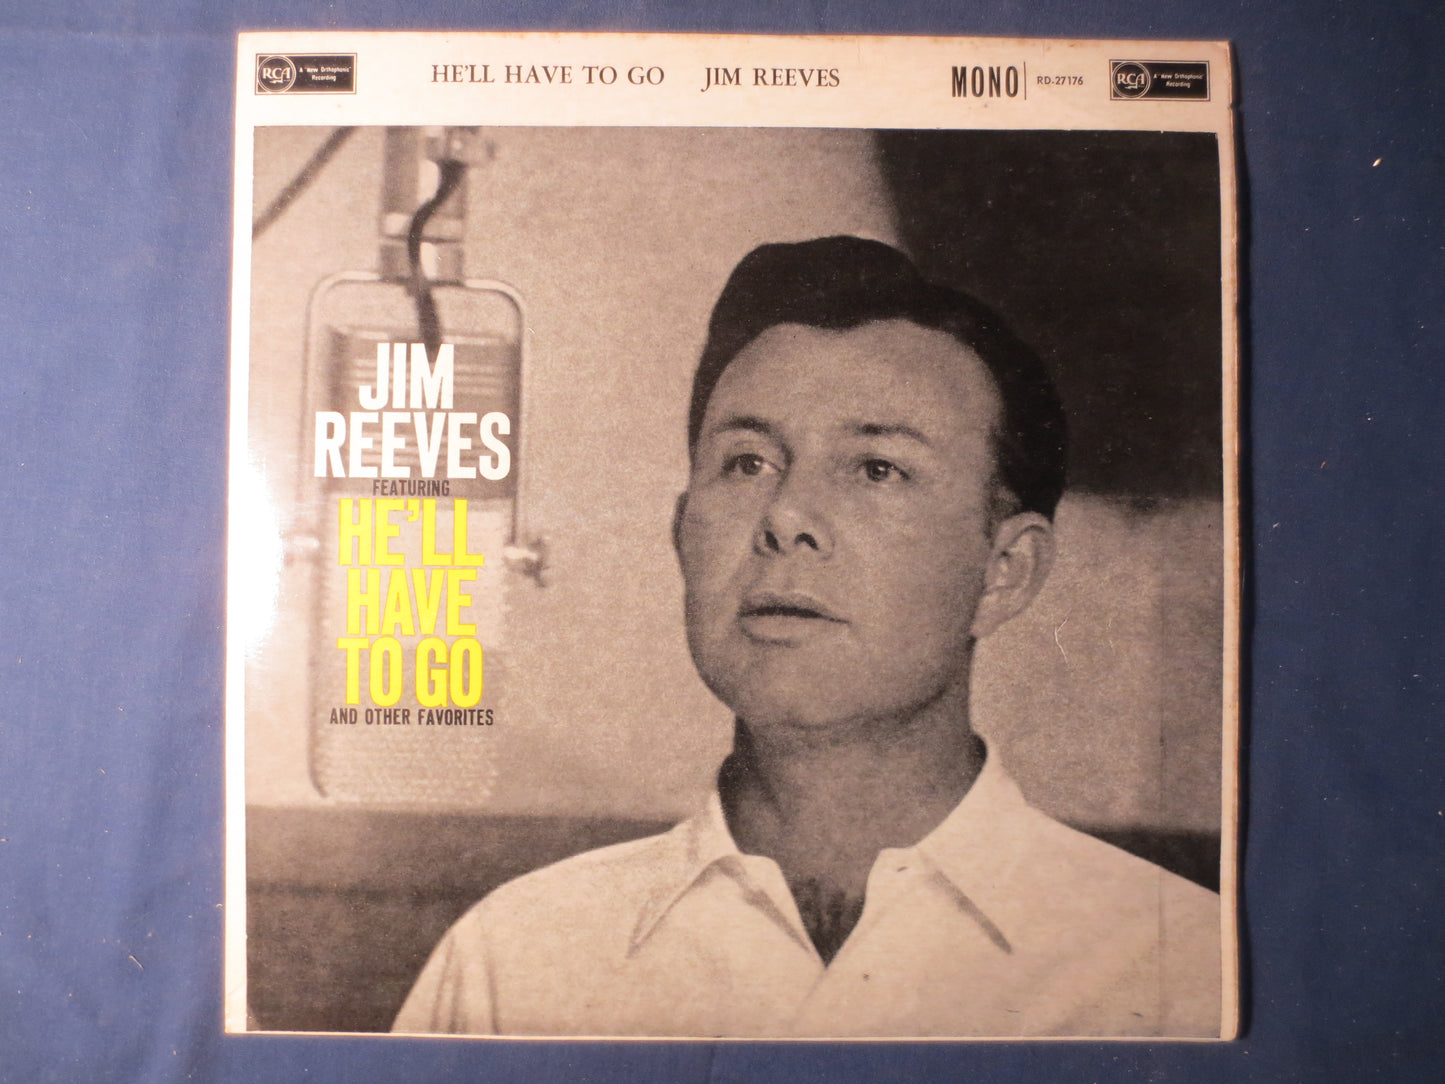 RCA
A "New Orthophonic"
Recording
HE'LL HAVE TO GO JIM REEVES
MONO RD-27176
RCA
A "New Orthophonic"
Recording
JIM
REEVES
FEATURING
HE'LL
HAVE
TO GO
AND OTHER FAVORITES